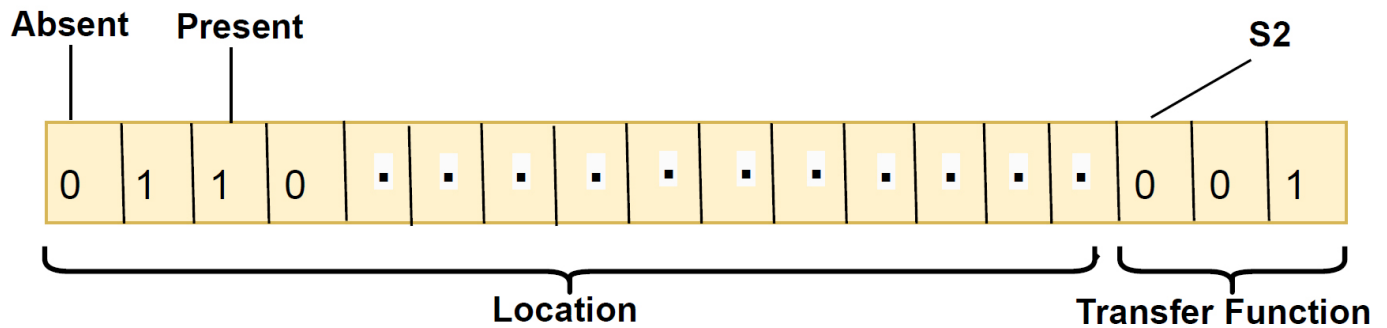 Absent Present S2
0 1 1 0 . . . . . . . . . . . 0 0 1
Location Transfer Function